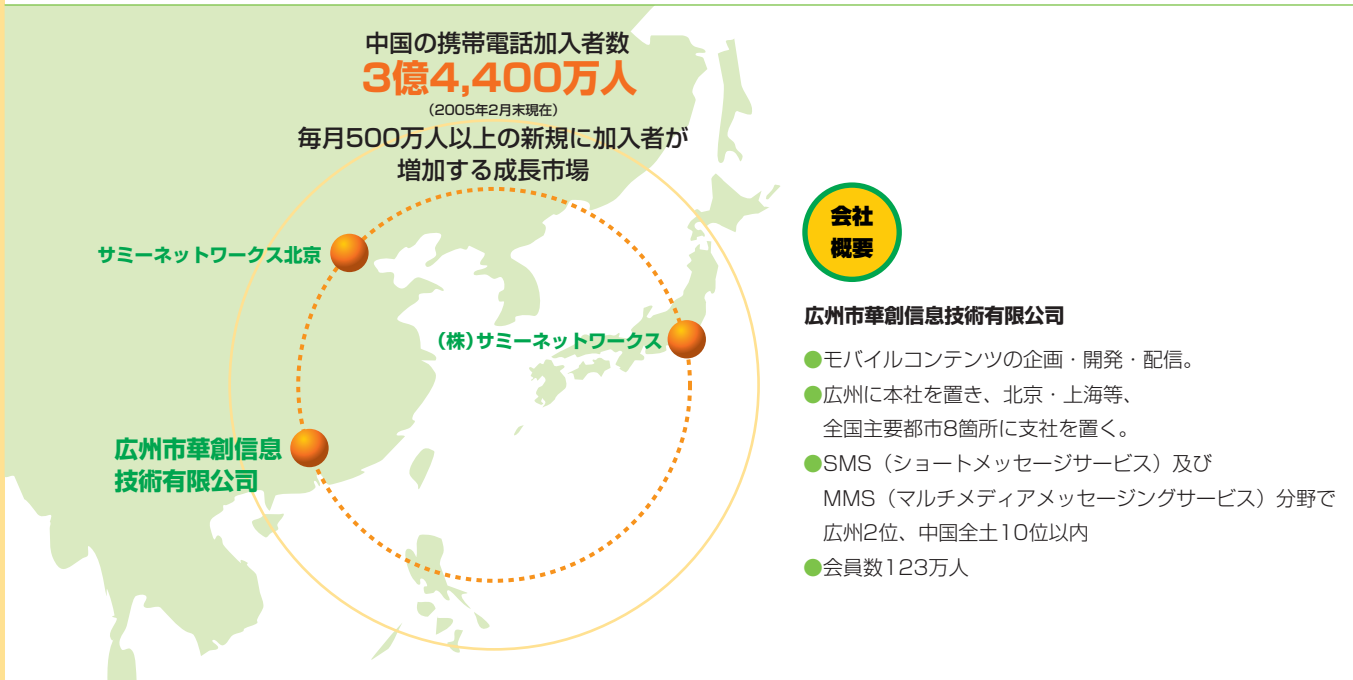 中国の携帯電話加入者数
3億4,400万人
(2005年2月末現在)
毎月500万人以上の新規に加入者が
増加する成長市場
サミーネットワークス北京
(株)サミーネットワークス
広州市華創信息
技術有限公司
会社
概要
広州市華創信息技術有限公司
●モバイルコンテンツの企画・開発・配信。
●広州に本社を置き、北京・上海等、
全国主要都市8箇所に支社を置く。
●SMS(ショートメッセージサービス)及び
MMS(マルチメディアメッセージングサービス)分野で
広州2位、中国全土10位以内
●会員数123万人